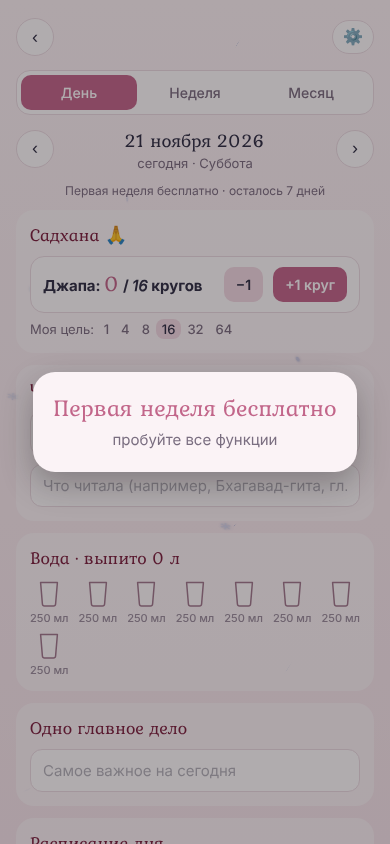 ‹
День Неделя Месяц
‹ 21 ноября 2026 ›
сегодня · Суббота
Первая неделя бесплатно · осталось 7 дней
Садхана 🙏
Джапа: 0 / 16 кругов −1 +1 круг
Моя цель: 1 4 8 16 32 64
Первая неделя бесплатно
пробуйте все функции
Что читала (например, Бхагавад-гита, гл.
Вода · выпито 0 л
250 мл 250 мл 250 мл 250 мл 250 мл 250 мл 250 мл
250 мл
Одно главное дело
Самое важное на сегодня
Расписание дня